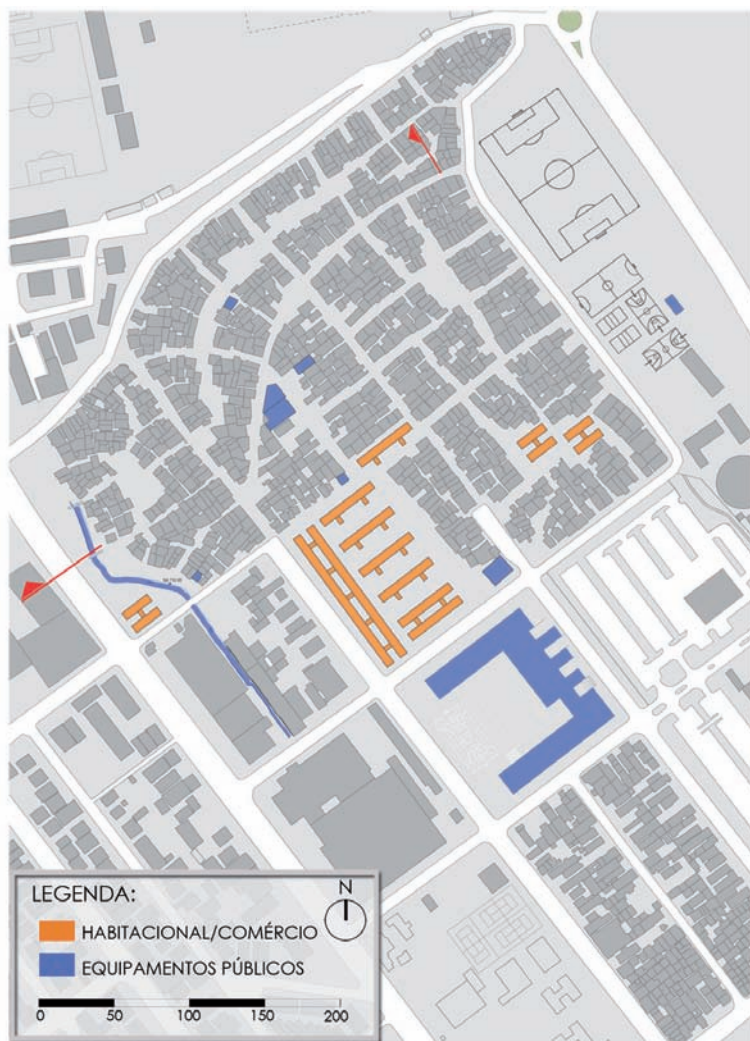 LEGENDA:
N
HABITACIONAL/COMÉRCIO
EQUIPAMENTOS PÚBLICOS
0 50 100 150 200